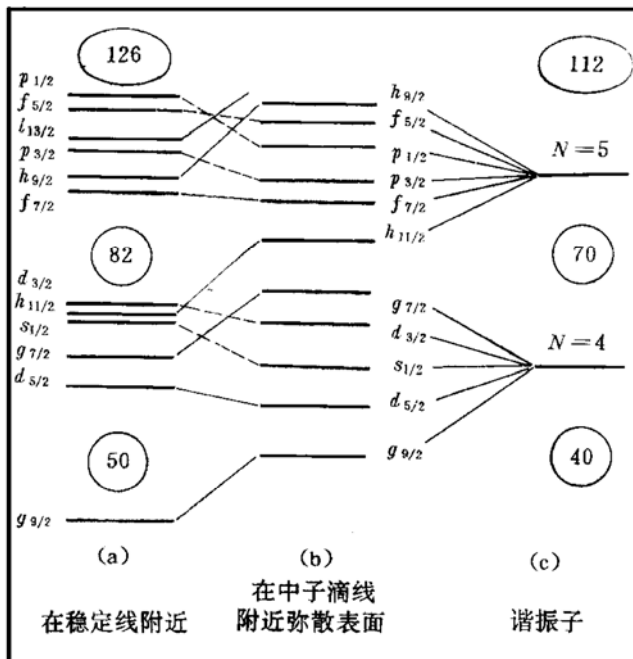 126
p 1/2
f 5/2
l 13/2
p 3/2
h 9/2
f 7/2
82
d 3/2
h 11/2
s 1/2
g 7/2
d 5/2
50
g 9/2
(a)
在稳定线附近
h 9/2
f 5/2
p 1/2
p 3/2
f 7/2
h 11/2
g 7/2
d 3/2
s 1/2
d 5/2
g 9/2
(b)
在中子滴线
附近弥散表面
112
N=5
70
N=4
40
(c)
谐振子